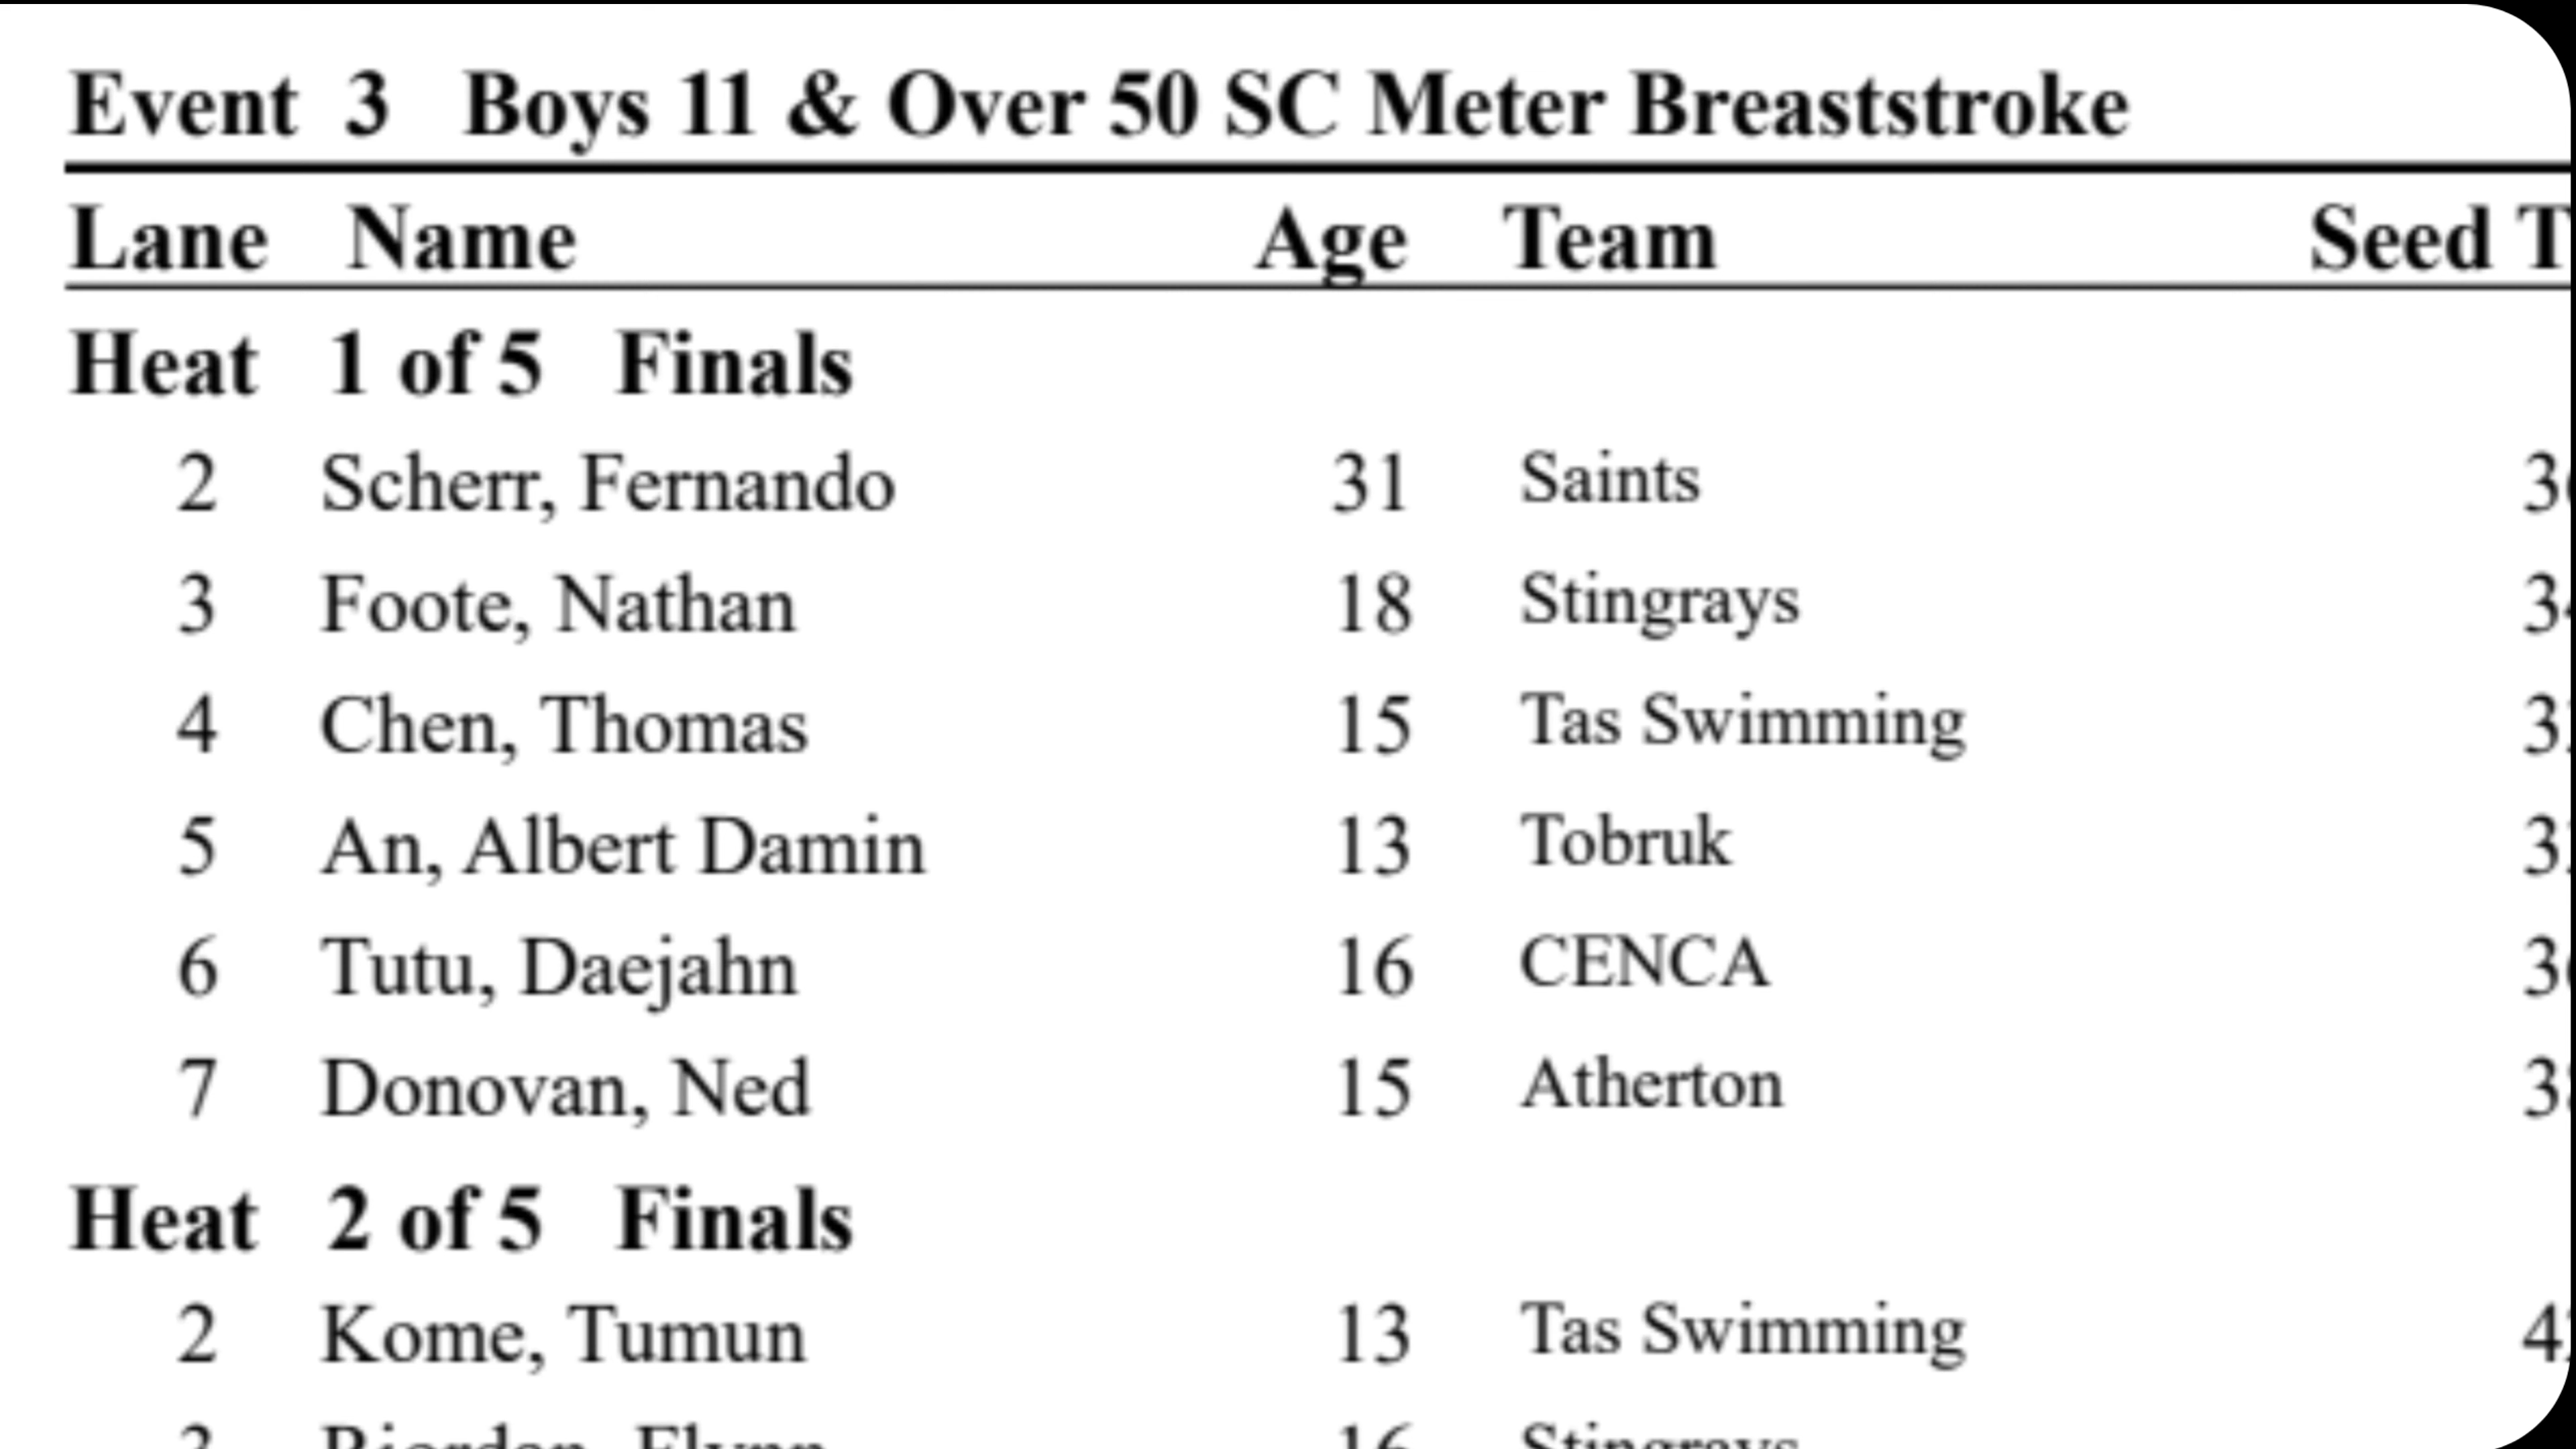 Event 3 Boys 11 & Over 50 SC Meter Breaststroke
Lane Name Age Team Seed T
Heat 1 of 5 Finals
2 Scherr, Fernando 31 Saints
3 Foote, Nathan 18 Stingrays
4 Chen, Thomas 15 Tas Swimming
5 An, Albert Damin 13 Tobruk
6 Tutu, Daejahn 16 CENCA
7 Donovan, Ned 15 Atherton
Heat 2 of 5 Finals
2 Kome, Tumun 13 Tas Swimming